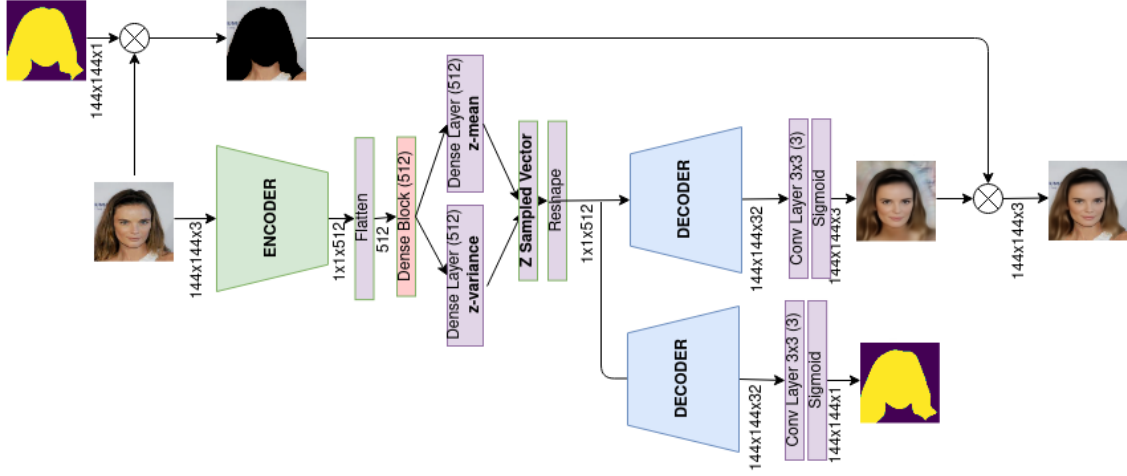 144x144x1
144x144x3
ENCODER
1x1x512
Flatten
512
Dense Block (512)
Dense Layer (512)
z-mean
Dense Layer (512)
z-variance
Z Sampled Vector
Reshape
1x1x512
DECODER
144x144x32
Conv Layer 3x3 (3)
Sigmoid
144x144x3
144x144x3
DECODER
144x144x32
Conv Layer 3x3 (3)
Sigmoid
144x144x1